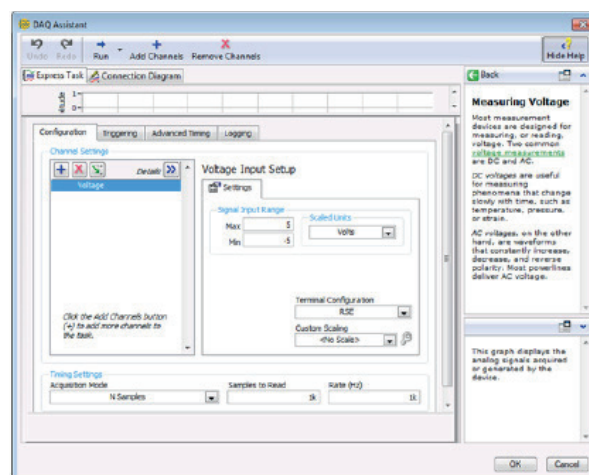 DAQ Assistant
Undo Redo Run Add Channels Remove Channels Hide Help
Express Task Connection Diagram
Back
1-
0-
Measuring Voltage
Most measurement
devices are designed for
measuring, or reading,
voltage. Two common
voltage measurements
are DC and AC.
DC voltages are useful
for measuring
phenomena that change
slowly with time, such as
temperature, pressure,
or strain.
AC voltages, on the other
hand, are waveforms
that constantly increase,
decrease, and reverse
polarity. Most powerlines
deliver AC voltage.
Configuration Triggering Advanced Timing Logging
Channel Settings
Details
Voltage
Click the Add Channels button
(+) to add more channels to
the task.
Voltage Input Setup
Settings
Signal Input Range
Max 5
Min -5
Scaled Units
Volts
Terminal Configuration
RSE
Custom Scaling
<No Scale>
Timing Settings
Acquisition Mode Samples to Read Rate (Hz)
N Samples 1k 1k
This graph displays the
analog signals acquired
or generated by the
device.
OK Cancel